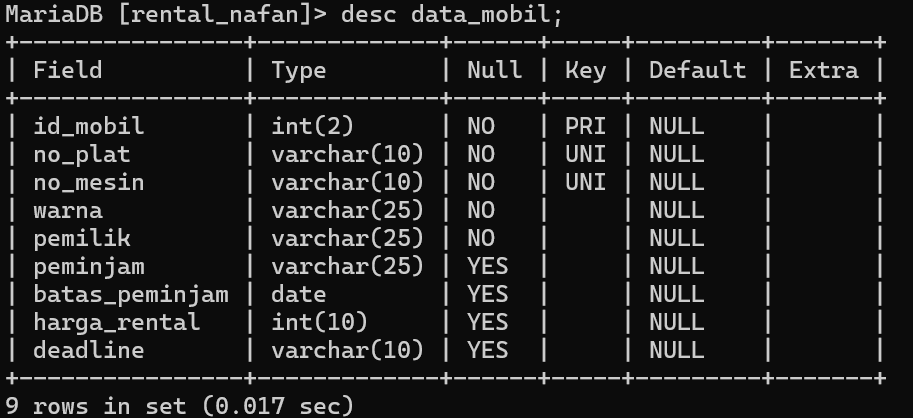 MariaDB [rental_nafan]> desc data_mobil;
+----------------+-------------+------+-----+---------+-------+
| Field          | Type        | Null | Key | Default | Extra |
+----------------+-------------+------+-----+---------+-------+
| id_mobil       | int(2)      | NO   | PRI | NULL    |       |
| no_plat        | varchar(10) | NO   | UNI | NULL    |       |
| no_mesin       | varchar(10) | NO   | UNI | NULL    |       |
| warna          | varchar(25) | NO   |     | NULL    |       |
| pemilik        | varchar(25) | NO   |     | NULL    |       |
| peminjam       | varchar(25) | YES  |     | NULL    |       |
| batas_peminjam | date        | YES  |     | NULL    |       |
| harga_rental   | int(10)     | YES  |     | NULL    |       |
| deadline       | varchar(10) | YES  |     | NULL    |       |
+----------------+-------------+------+-----+---------+-------+
9 rows in set (0.017 sec)